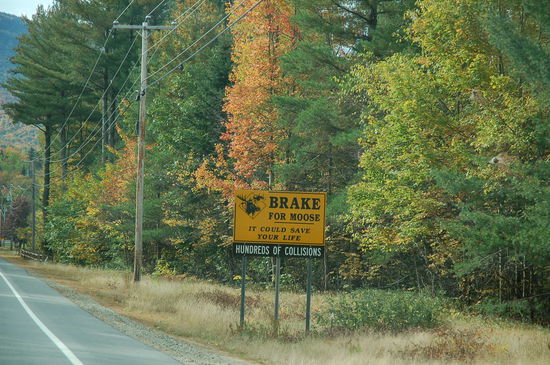 BRAKE
FOR MOOSE
IT COULD SAVE
YOUR LIFE
HUNDREDS OF COLLISIONS